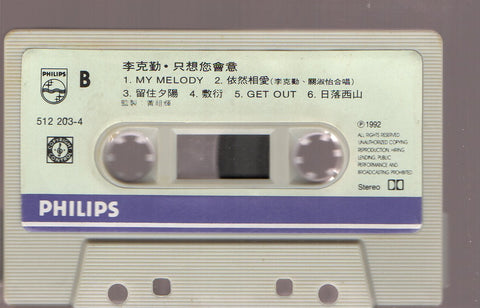 PHILIPS
B
李克勤・只想您會意
1. MY MELODY 2. 依然相愛(李克勤、關淑怡合唱)
3. 留住夕陽 4. 敷衍 5. GET OUT 6. 日落西山
監製 黃祖輝
512 203-4
Ⓟ1992
ALL RIGHTS RESERVED
UNAUTHORIZED COPYING
REPRODUCTION, HIRING
LENDING, PUBLIC
PERFORMANCE AND
BROADCASTING PROHIBITED
Stereo
PHILIPS